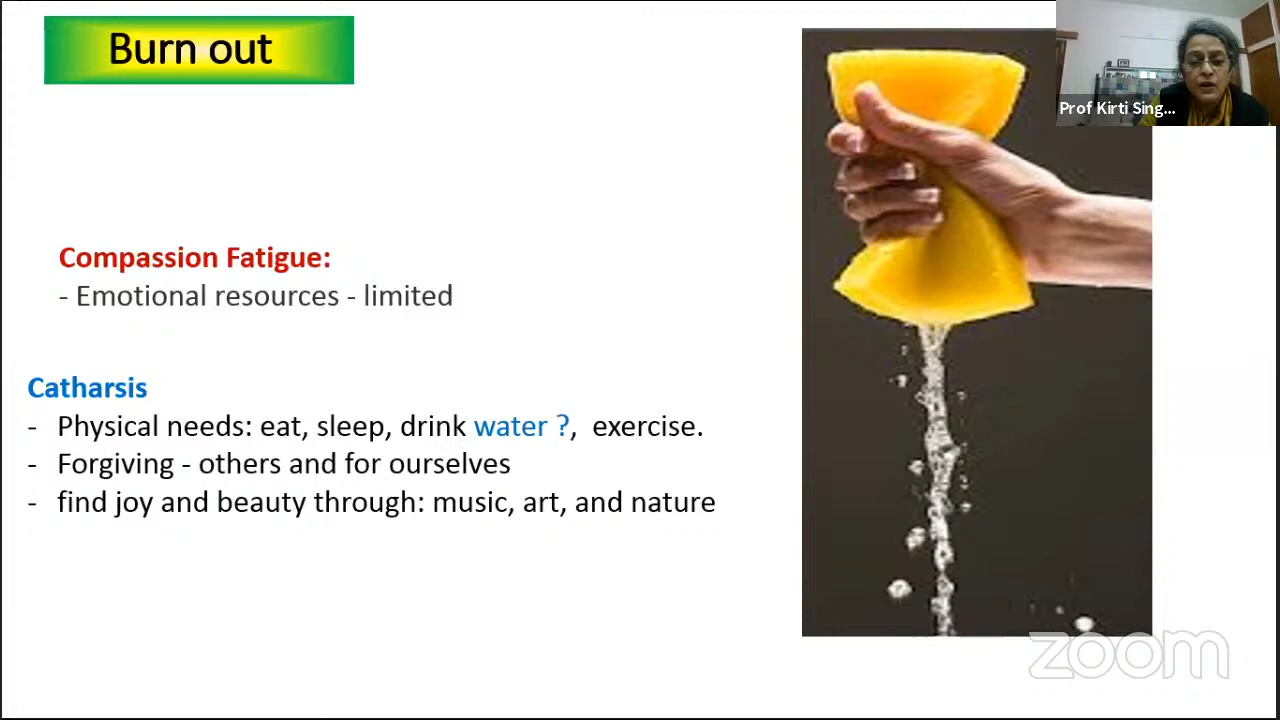 Burn out
Prof Kirti Sing...
Compassion Fatigue:
- Emotional resources - limited
Catharsis
- Physical needs: eat, sleep, drink water ?, exercise.
- Forgiving - others and for ourselves
- find joy and beauty through: music, art, and nature
zoom